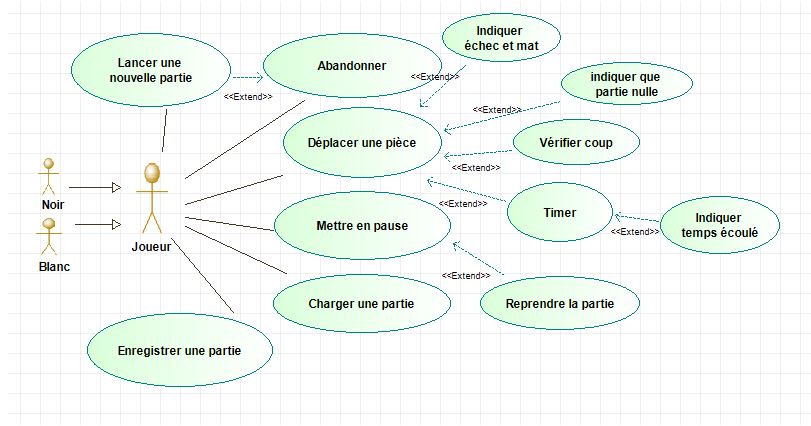 Indiquer
échec et mat
Lancer une
nouvelle partie
Abandonner
<<Extend>>
<<Extend>>
indiquer que
partie nulle
<<Extend>>
Déplacer une pièce
Vérifier coup
<<Extend>>
Noir
<<Extend>>
Timer
Indiquer
temps écoulé
<<Extend>>
Mettre en pause
Joueur
Blanc
<<Extend>>
Charger une partie
Reprendre la partie
Enregistrer une partie